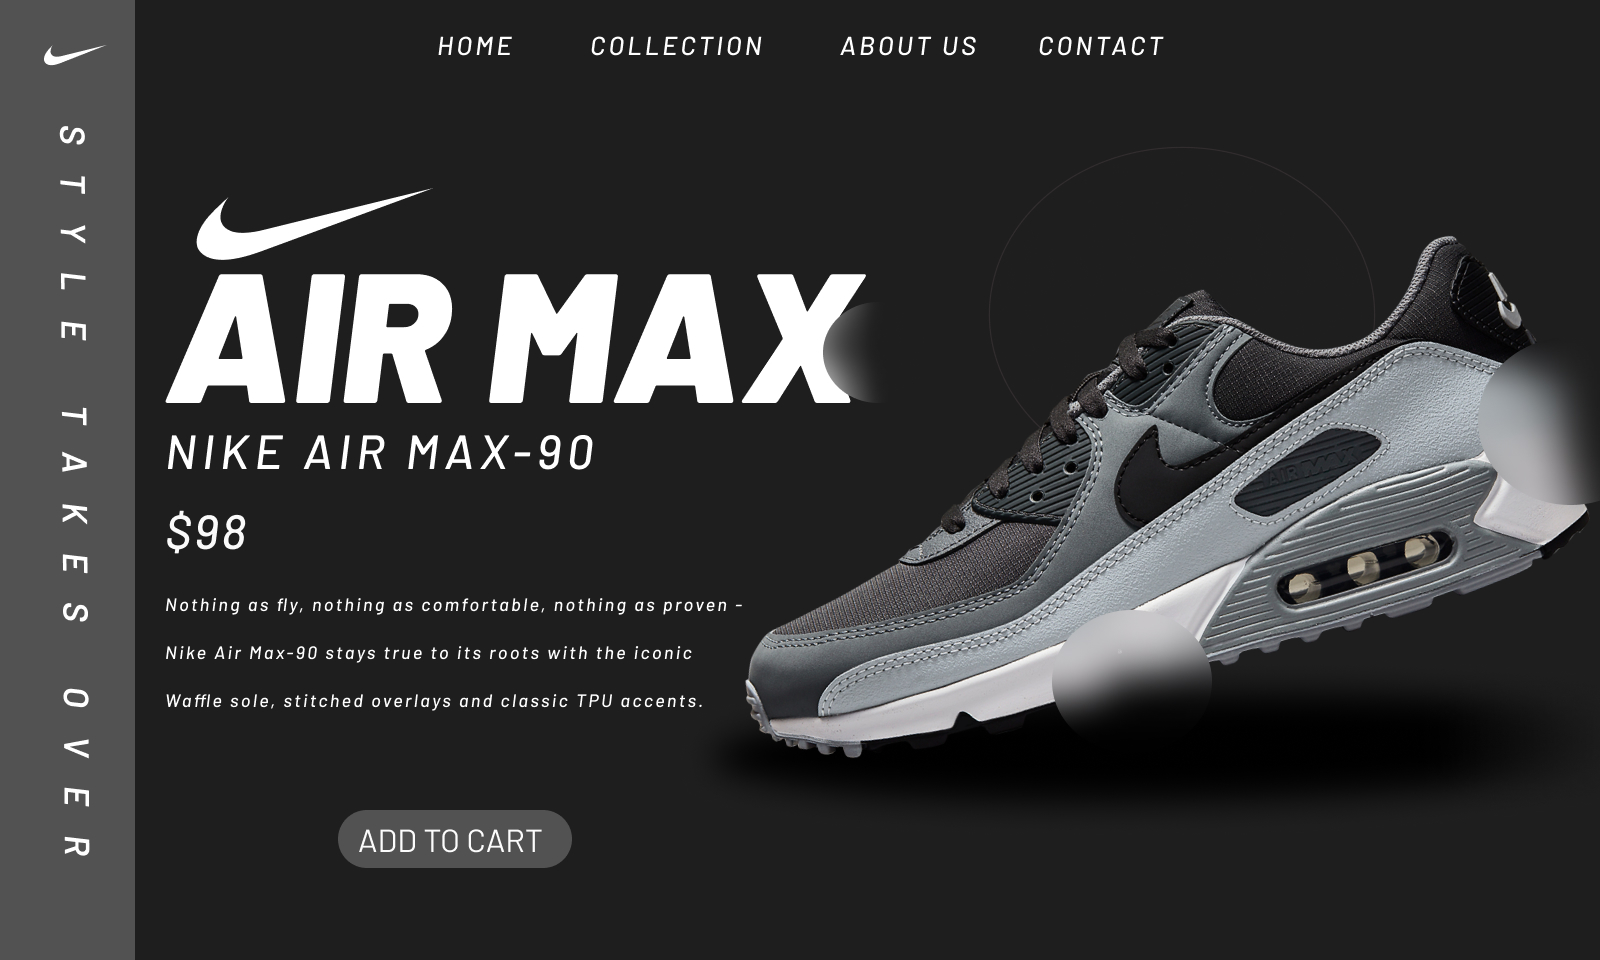 HOME COLLECTION ABOUT US CONTACT
STYLE TAKES OVER
AIR MAX
NIKE AIR MAX-90
$98
Nothing as fly, nothing as comfortable, nothing as proven -
Nike Air Max-90 stays true to its roots with the iconic
Waffle sole, stitched overlays and classic TPU accents.
AIR MAX
ADD TO CART